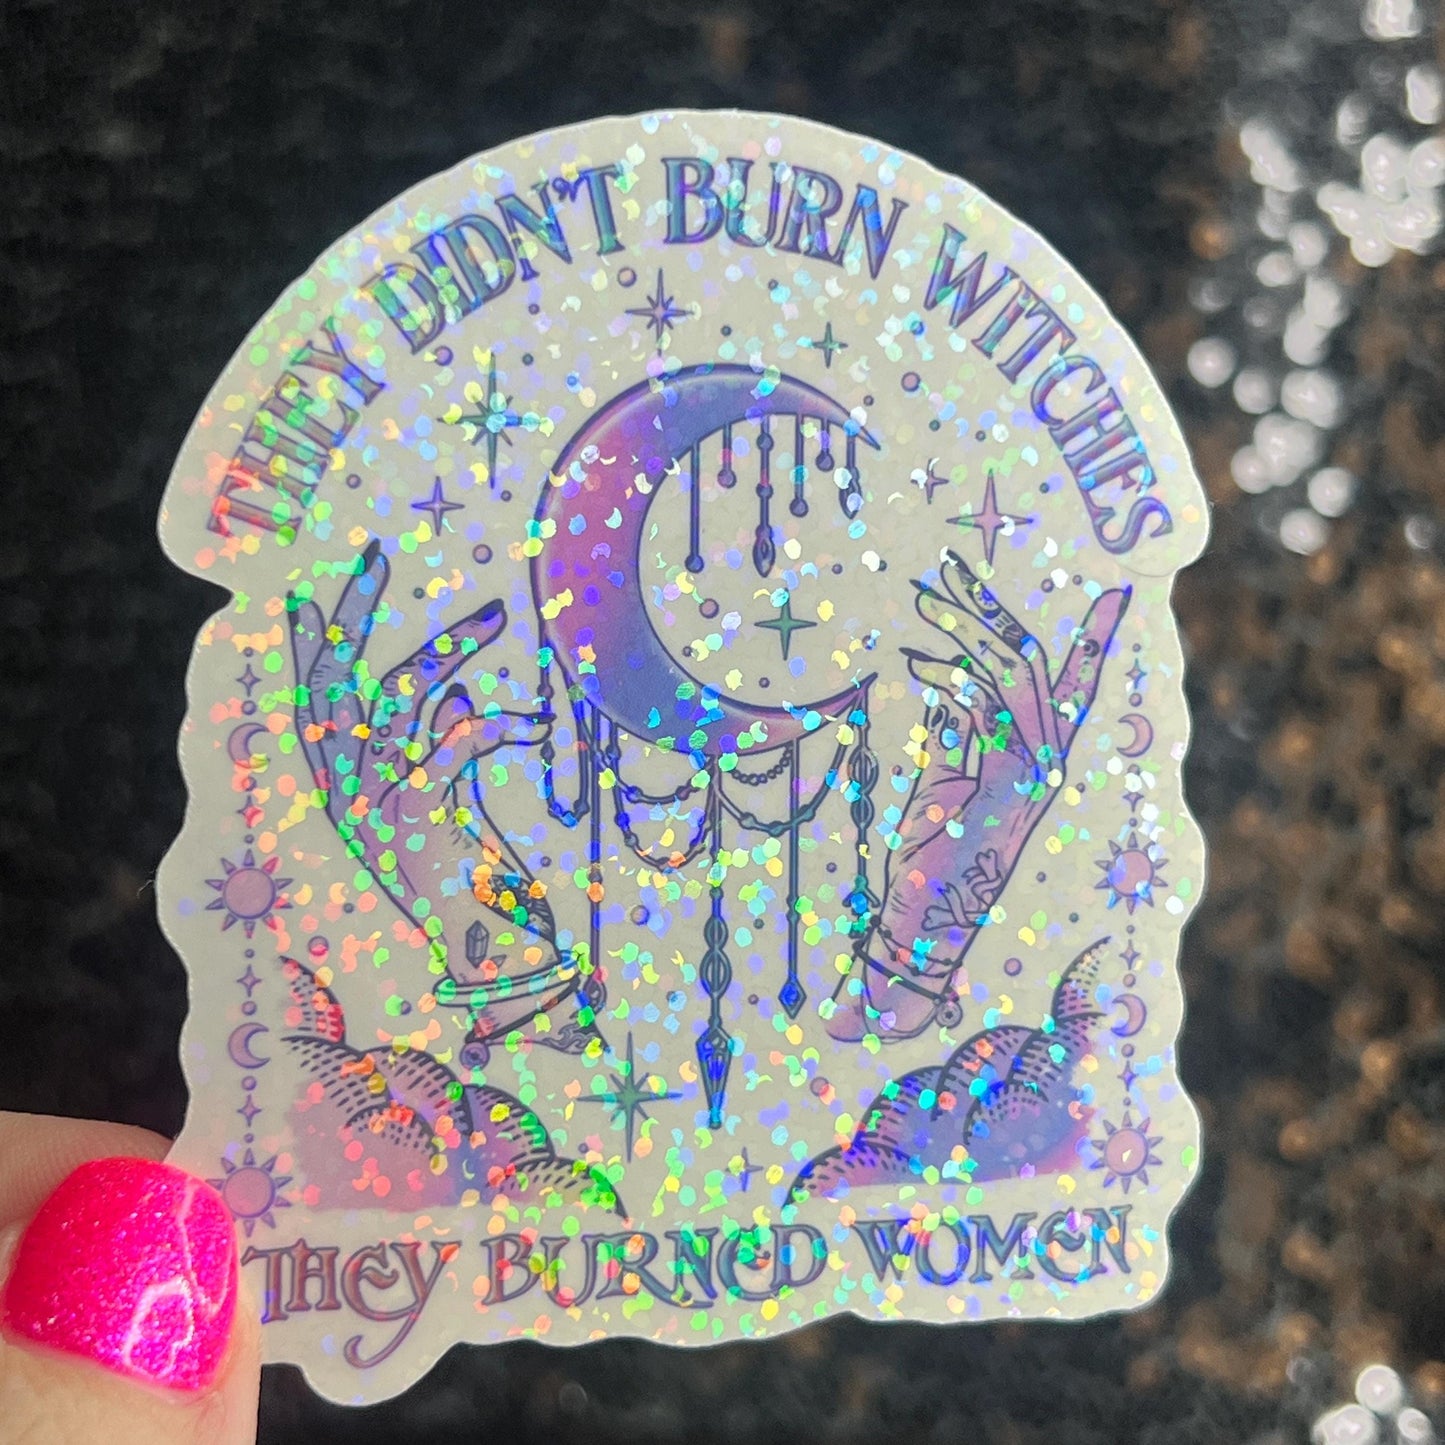 THEY DIDN'T BURN WITCHES
THEY BURNED WOMEN